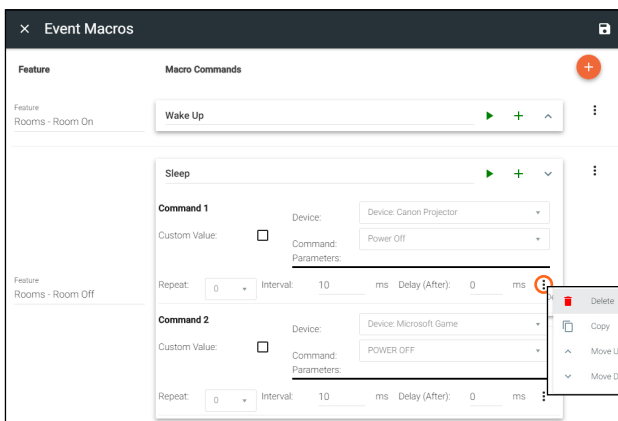 Event Macros
Feature Macro Commands
Feature
Rooms - Room On
Wake Up
Sleep
Command 1
Device: Device: Canon Projector
Custom Value:
Command: Power Off
Parameters:
Feature
Rooms - Room Off
Repeat: 0 Interval: 10 ms Delay (After): 0 ms
Delete
Copy
Move U
Move D
Command 2
Device: Device: Microsoft Game
Custom Value:
Command: POWER OFF
Parameters:
Repeat: 0 Interval: 10 ms Delay (After): 0 ms